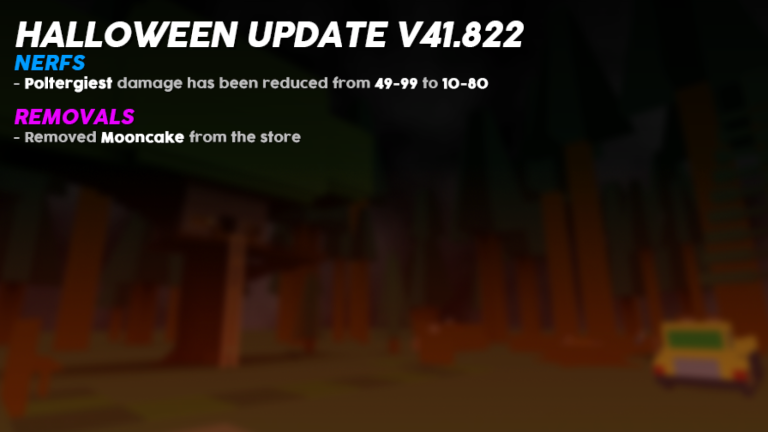 HALLOWEEN UPDATE V41.822
NERFS
- Poltergiest damage has been reduced from 49-99 to 10-80
REMOVALS
- Removed Mooncake from the store